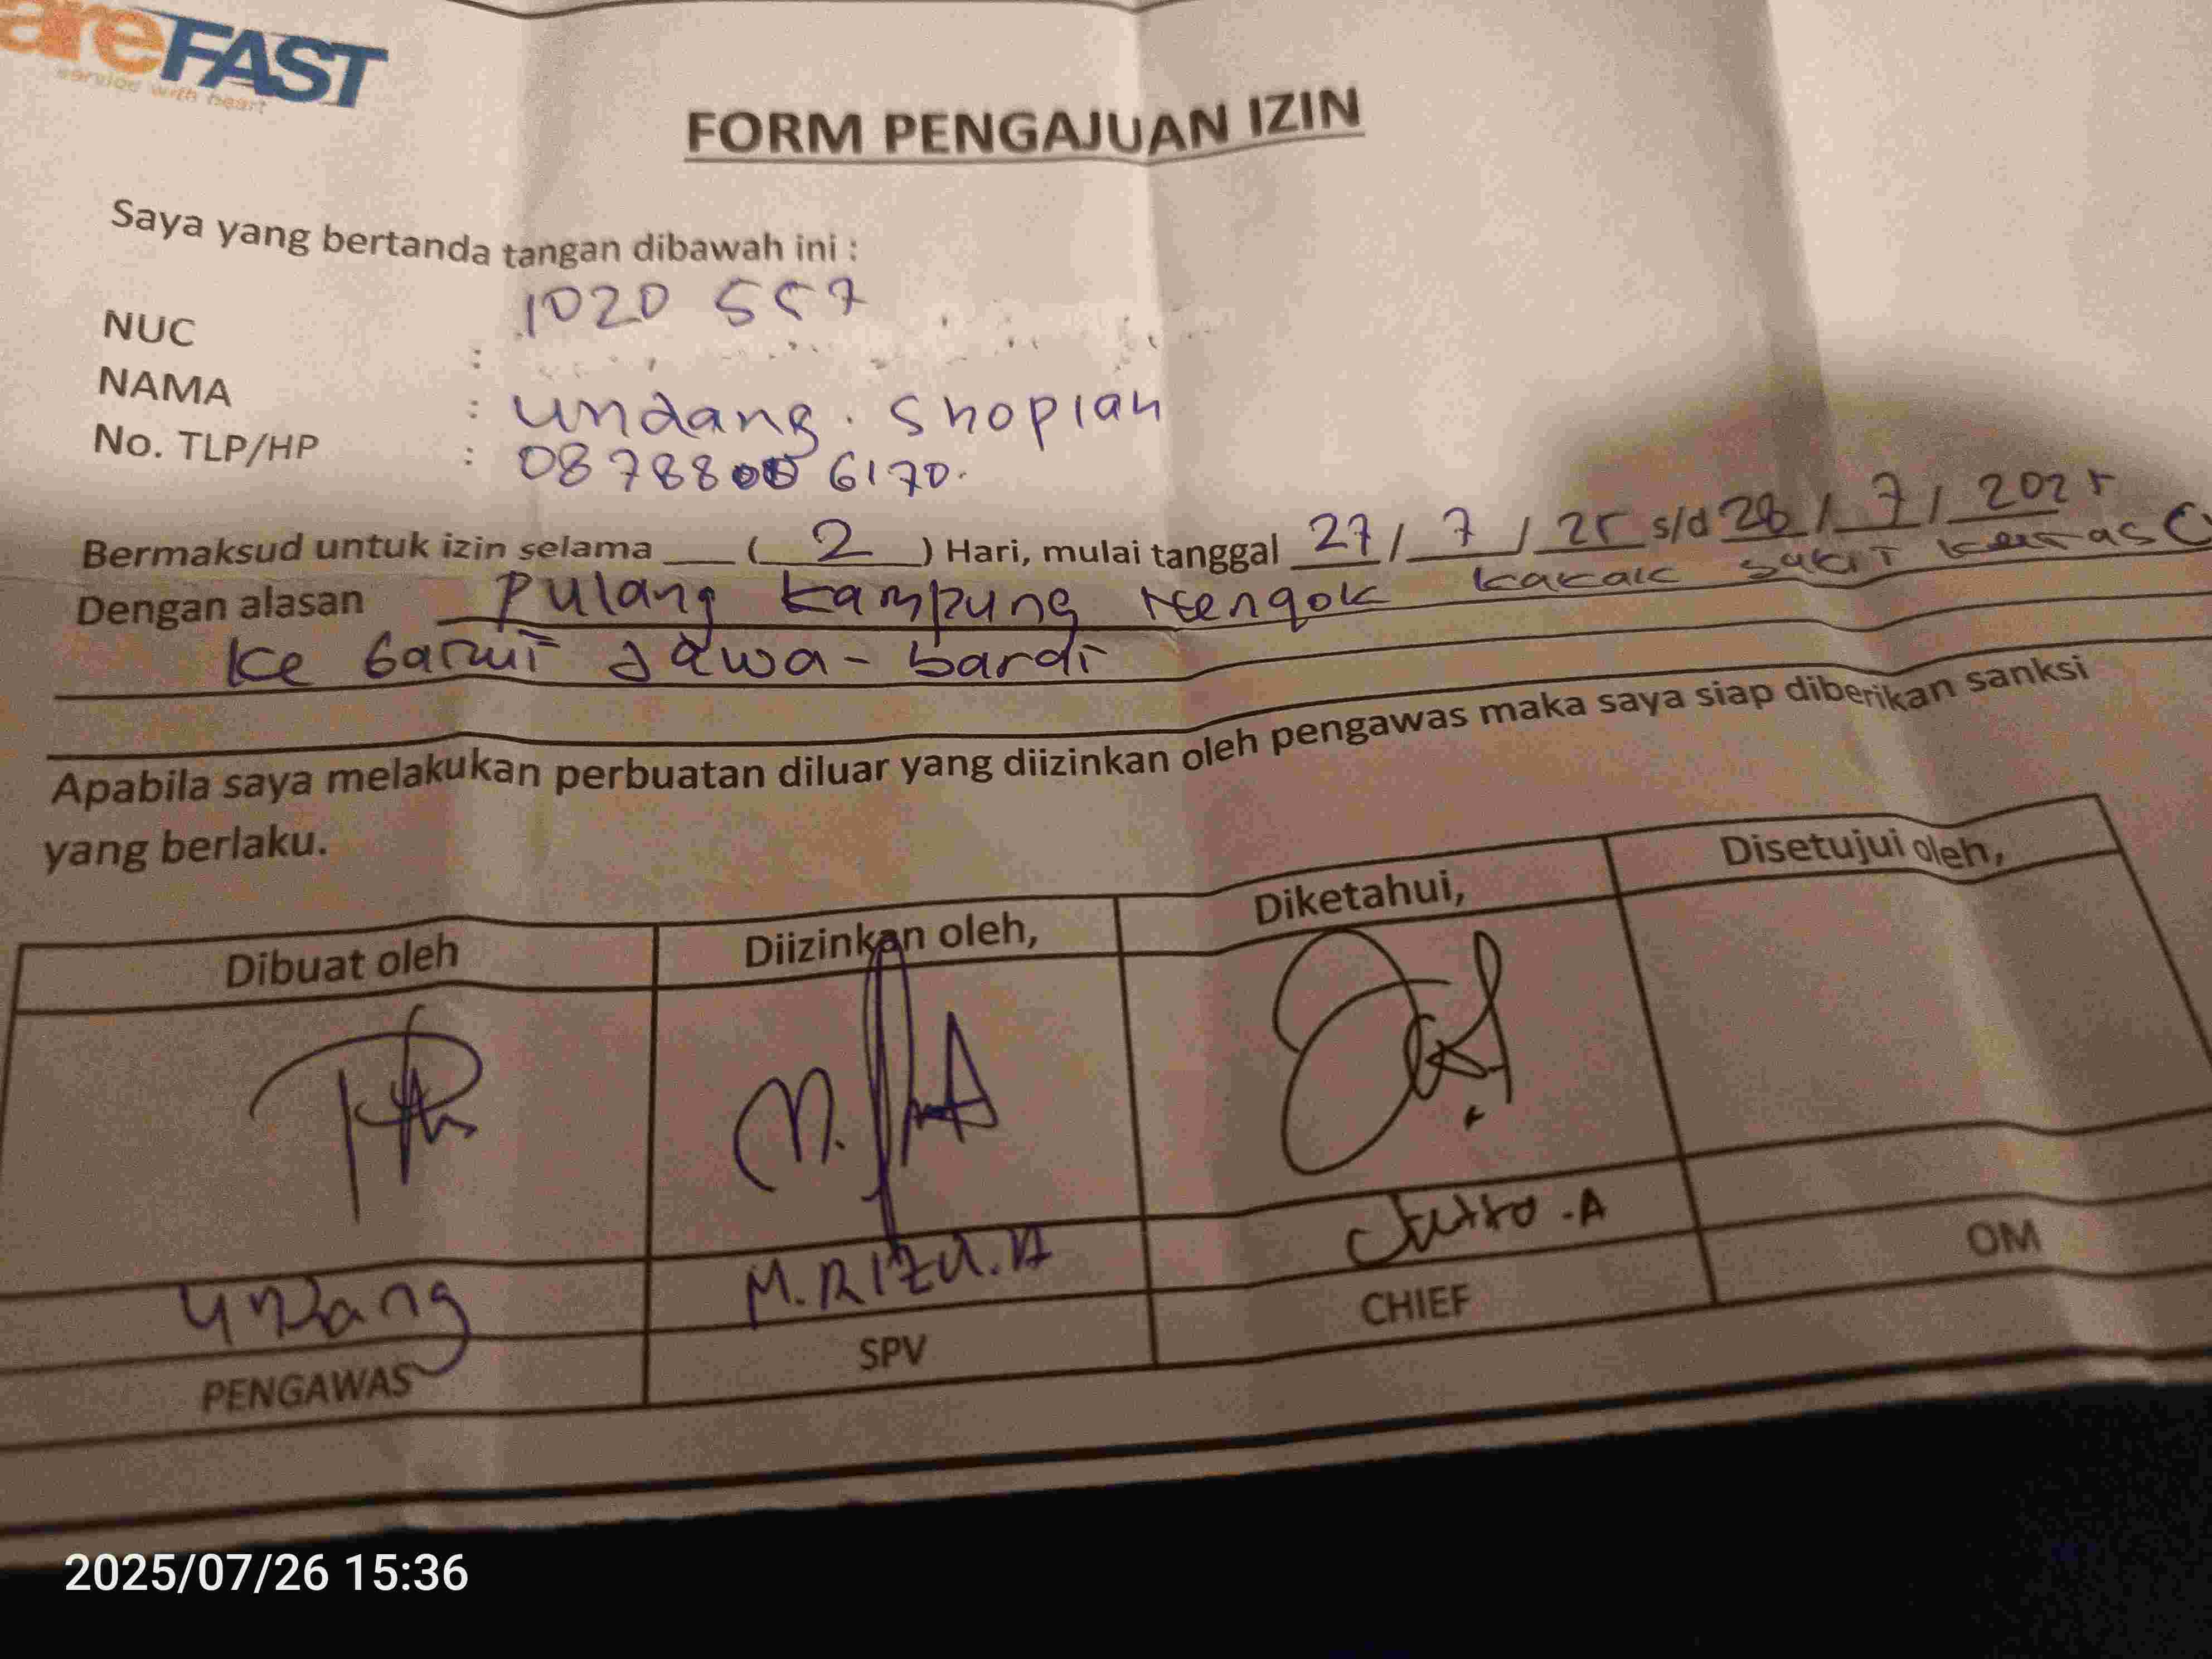 areFAST
service with heart
FORM PENGAJUAN IZIN
Saya yang bertanda tangan dibawah ini :
NUC : 1020 557
NAMA : Undang. Shopian
No. TLP/HP : 0878800 6170.
Bermaksud untuk izin selama ___ ( 2 ) Hari, mulai tanggal 27 / 7 / 25 s/d 28 / 7 / 2025
Dengan alasan Pulang kampung Nengok kakak sakit keras
ke Garut Jawa-barat
Apabila saya melakukan perbuatan diluar yang diizinkan oleh pengawas maka saya siap diberikan sanksi
yang berlaku.
Dibuat oleh Diizinkan oleh, Diketahui, Disetujui oleh,
Undang
PENGAWAS SPV CHIEF OM
2025/07/26 15:36